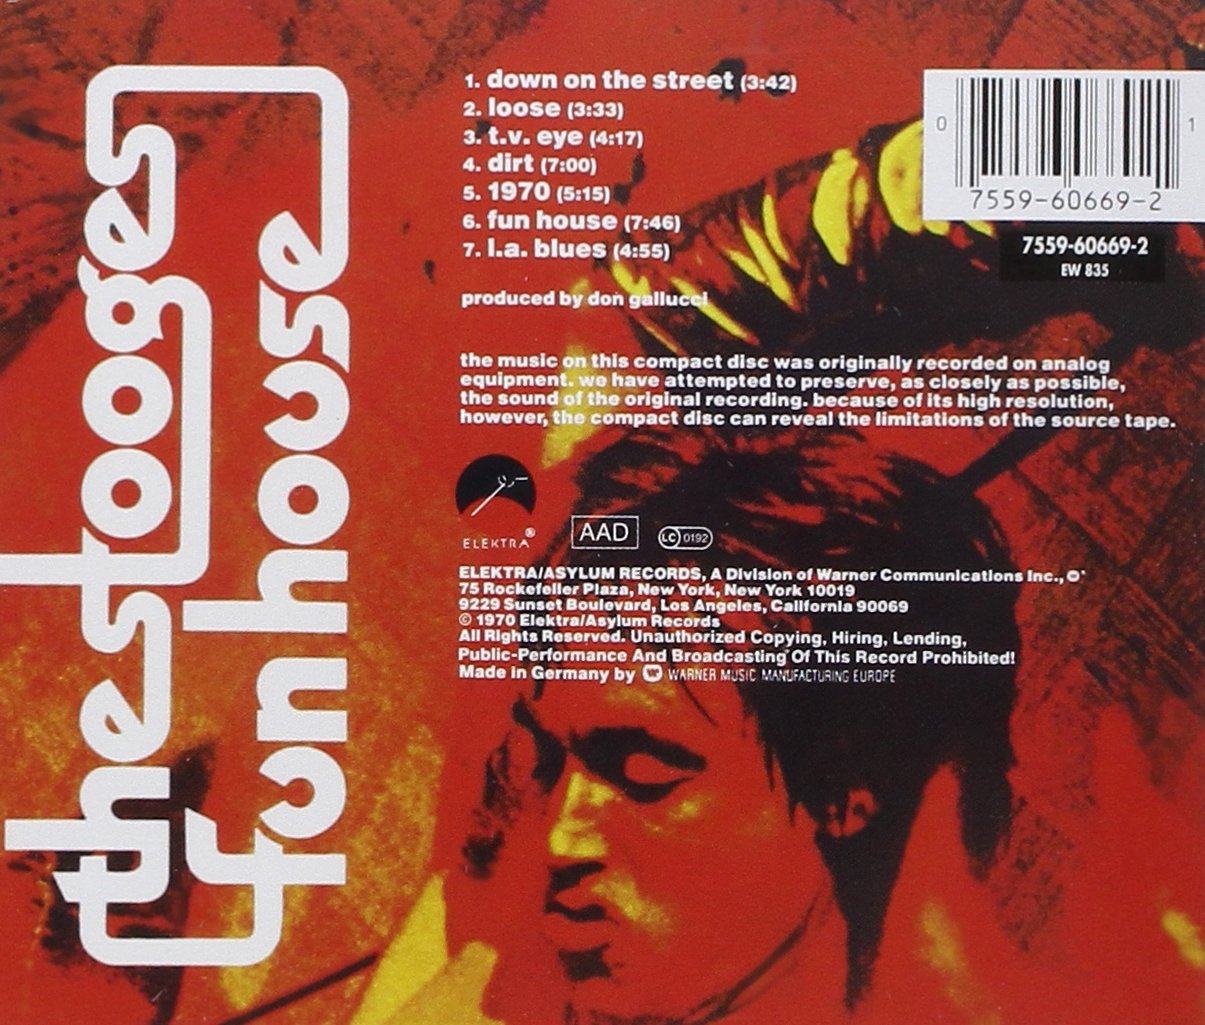 the stooges
fun house
1. down on the street (3:42)
2. loose (3:33)
3. t.v. eye (4:17)
4. dirt (7:00)
5. 1970 (5:15)
6. fun house (7:46)
7. l.a. blues (4:55)
produced by don gallucci
the music on this compact disc was originally recorded on analog
equipment. we have attempted to preserve, as closely as possible,
the sound of the original recording. because of its high resolution,
however, the compact disc can reveal the limitations of the source tape.
0 1
7559-60669-2
7559-60669-2
EW 835
ELEKTRA®
AAD
LC 0192
ELEKTRA/ASYLUM RECORDS, A Division of Warner Communications Inc.,
75 Rockefeller Plaza, New York, New York 10019
9229 Sunset Boulevard, Los Angeles, California 90069
© 1970 Elektra/Asylum Records
All Rights Reserved. Unauthorized Copying, Hiring, Lending,
Public-Performance And Broadcasting Of This Record Prohibited!
Made in Germany by WARNER MUSIC MANUFACTURING EUROPE